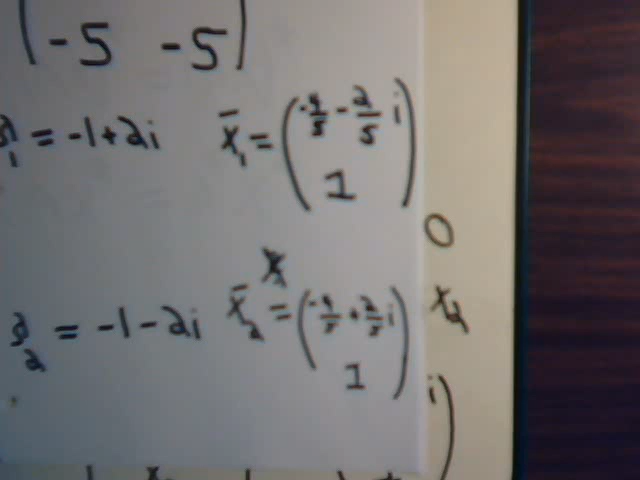 -5 -5
λ₁ = -1+2i x̄₁ = ( -4/5 - 2/5 i
1 )
0
λ₂ = -1-2i x̄₂ = ( -4/5 + 2/5 i
1 ) x₂
i )